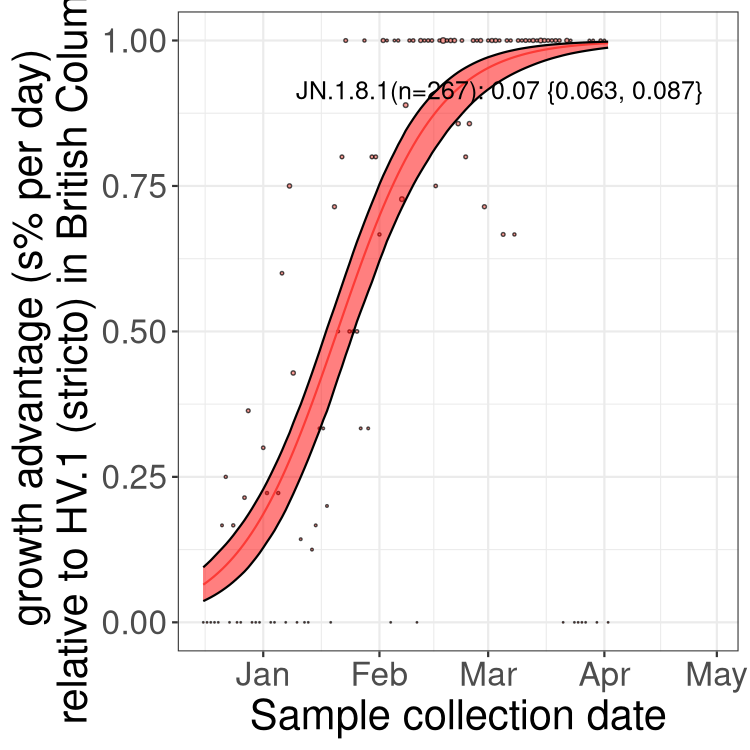 growth advantage (s% per day)
relative to HV.1 (stricto) in British Colum
1.00
0.75
0.50
0.25
0.00
JN.1.8.1(n=267): 0.07 {0.063, 0.087}
Jan Feb Mar Apr May
Sample collection date